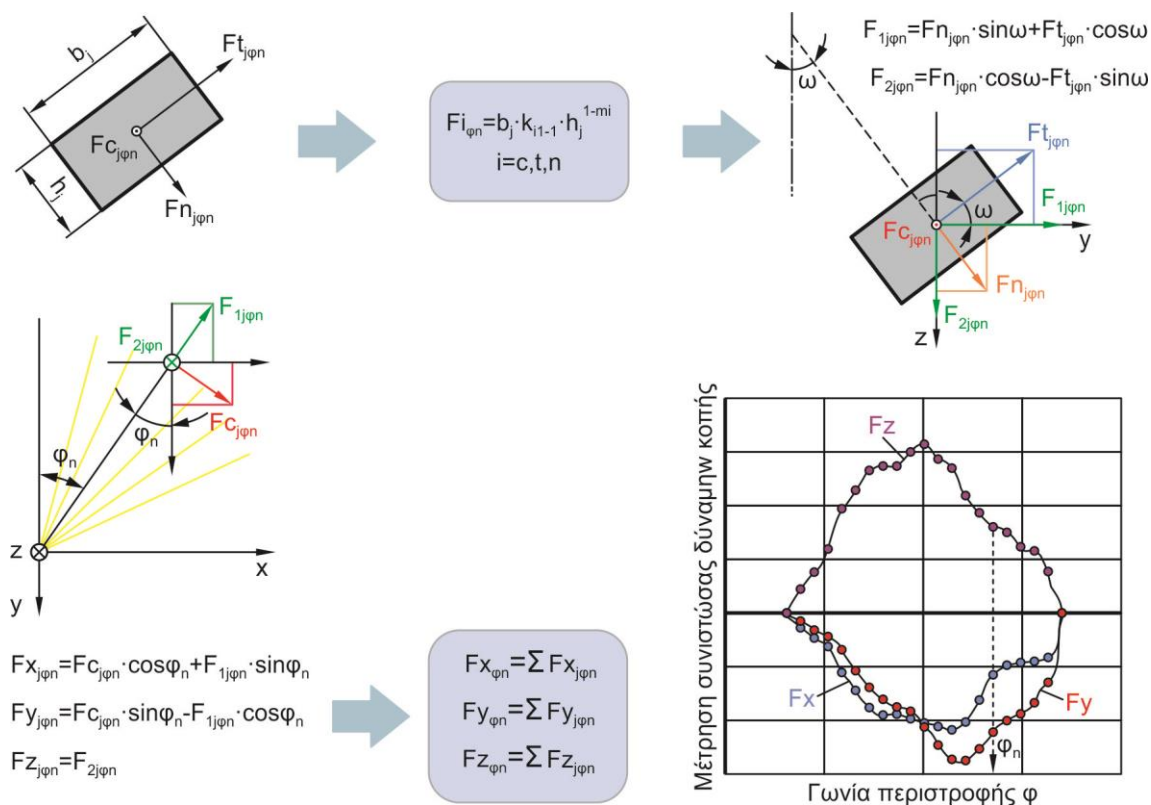 b_j
Ft_jφn
Fc_jφn
h_j
Fn_jφn
Fi_φn=b_j·k_i1-1·h_j^1-mi
i=c,t,n
F_1jφn=Fn_jφn·sinω+Ft_jφn·cosω
F_2jφn=Fn_jφn·cosω-Ft_jφn·sinω
ω
Ft_jφn
F_1jφn
ω
Fc_jφn
y
Fn_jφn
F_2jφn
z
F_1jφn
F_2jφn
Fc_jφn
φ_n
φ_n
z
x
y
Fx_jφn=Fc_jφn·cosφ_n+F_1jφn·sinφ_n
Fy_jφn=Fc_jφn·sinφ_n-F_1jφn·cosφ_n
Fz_jφn=F_2jφn
Fx_φn=Σ Fx_jφn
Fy_φn=Σ Fy_jφn
Fz_φn=Σ Fz_jφn
Μέτρηση συνιστώσας δύναμηw κοπής
Fz
Fx
Fy
φ_n
Γωνία περιστροφής φ